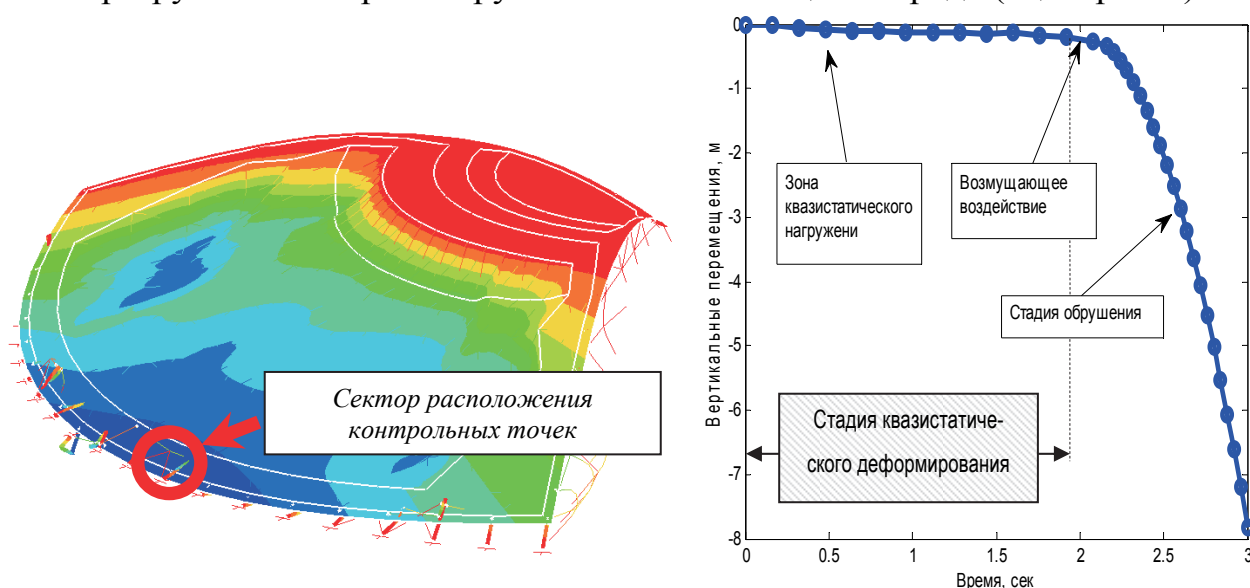 Сектор расположения
контрольных точек
0
-1
-2
-3
-4
-5
-6
-7
-8
Вертикальные перемещения, м
Зона
квазистатического
нагружени
Возмущающее
воздействие
Стадия обрушения
Стадия квазистатиче-
ского деформирования
0
0.5
1
1.5
2
2.5
3
Время, сек